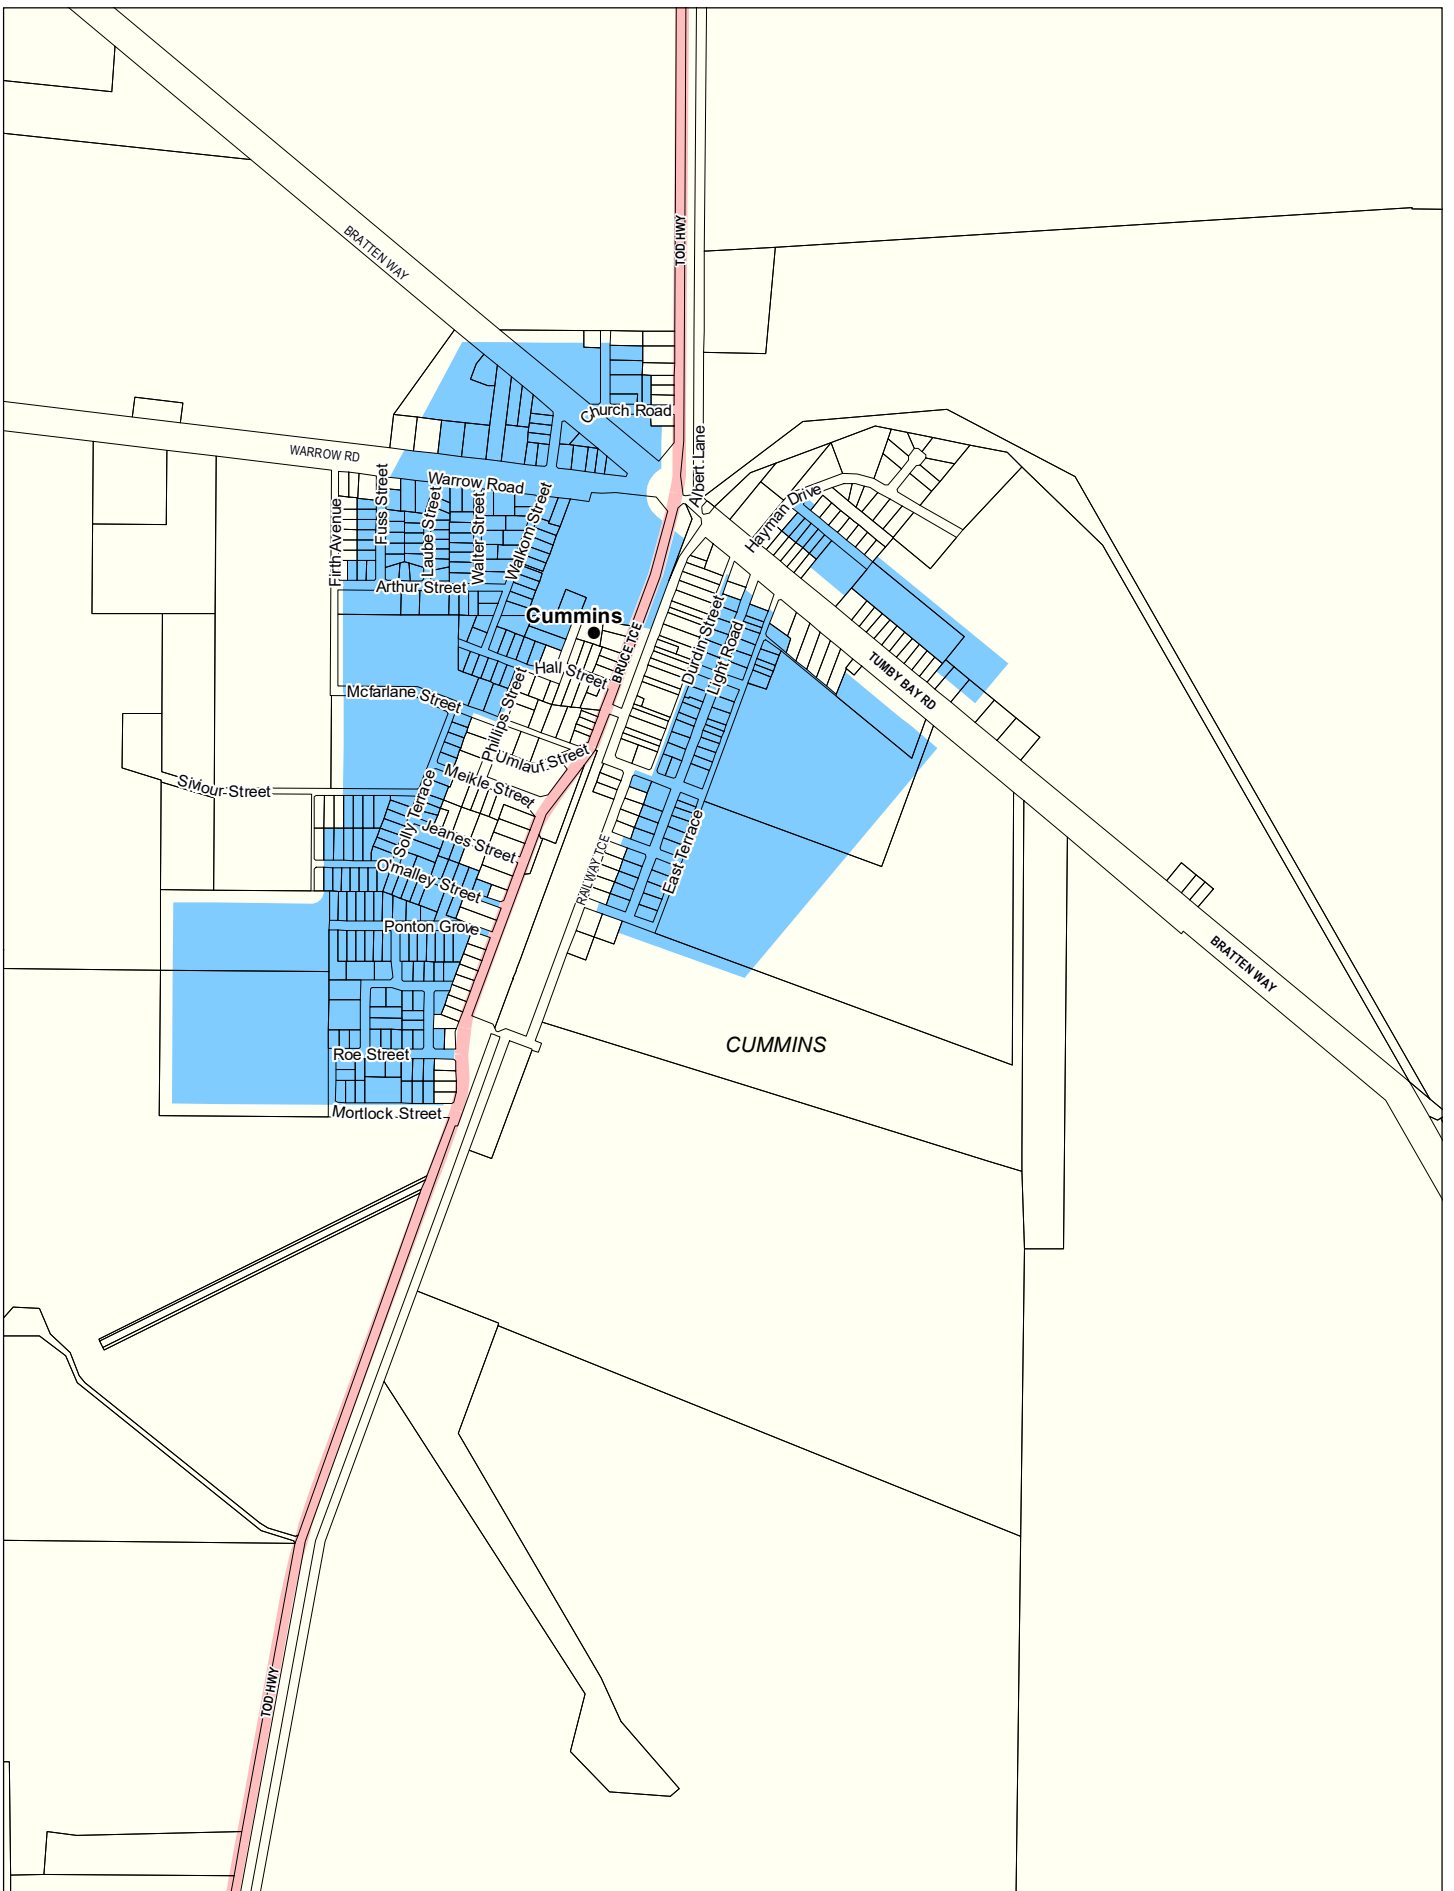 TOD HWY
BRATTEN WAY
Church Road
Albert Lane
WARROW RD
Warrow Road
Hayman Drive
Firth Avenue
Fuss Street
Laube Street
Walter Street
Walkom Street
Arthur Street
Cummins
BRUCE TCE
Durdin Street
Light Road
TUMBY BAY RD
Hall Street
Mcfarlane Street
Phillips Street
Umlauf Street
Meikle Street
Siviour Street
Solly Terrace
Jeanes Street
O'malley Street
RAILWAY TCE
East Terrace
Ponton Grove
BRATTEN WAY
CUMMINS
Roe Street
Mortlock Street
TOD HWY